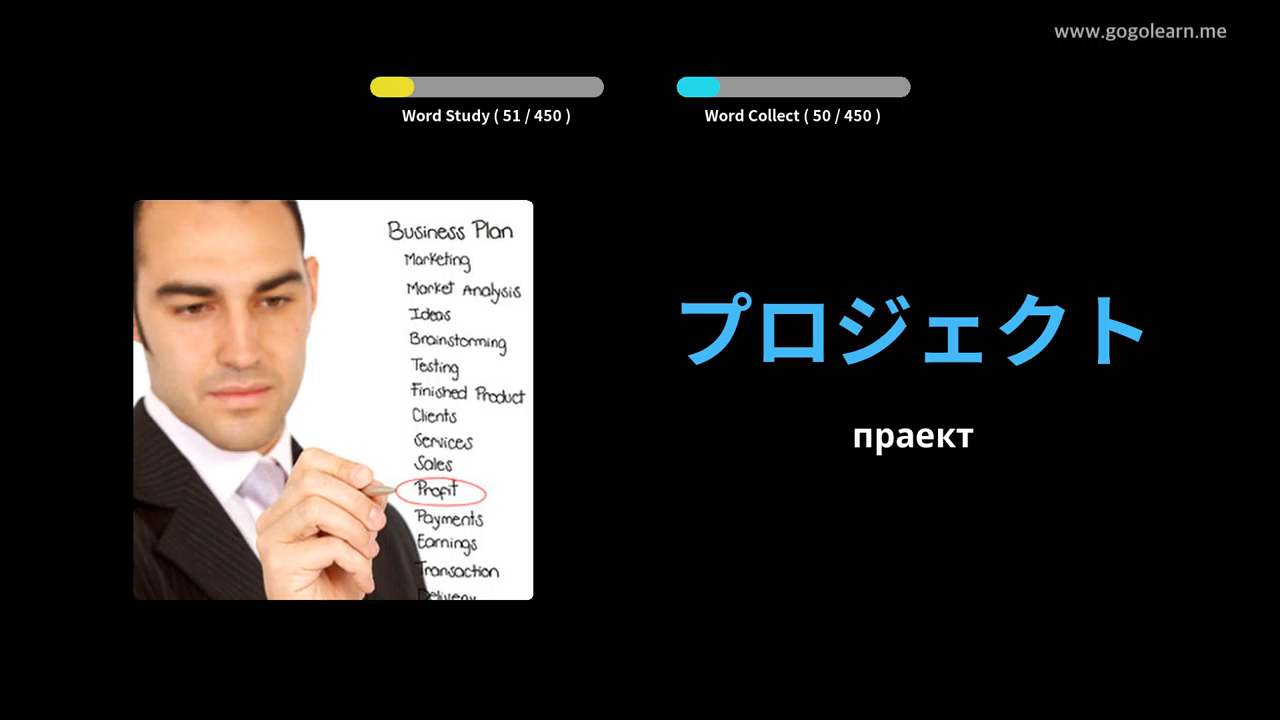 www.gogolearn.me
Word Study ( 51 / 450 )
Word Collect ( 50 / 450 )
Business Plan
Marketing
Market Analysis
Ideas
Brainstorming
Testing
Finished Product
Clients
Services
Sales
Profit
Payments
Earnings
Transaction
Delivery
プロジェクト
праект